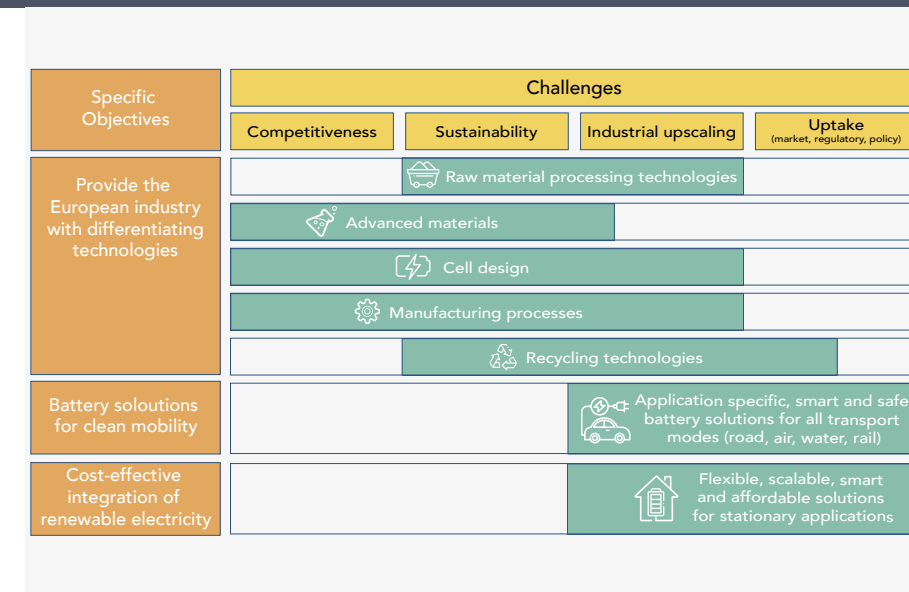 Specific
Objectives
Challenges
Competitiveness
Sustainability
Industrial upscaling
Uptake
(market, regulatory, policy)
Provide the
European industry
with differentiating
technologies
Raw material processing technologies
Advanced materials
Cell design
Manufacturing processes
Recycling technologies
Battery soloutions
for clean mobility
Application specific, smart and safe
battery solutions for all transport
modes (road, air, water, rail)
Cost-effective
integration of
renewable electricity
Flexible, scalable, smart
and affordable solutions
for stationary applications